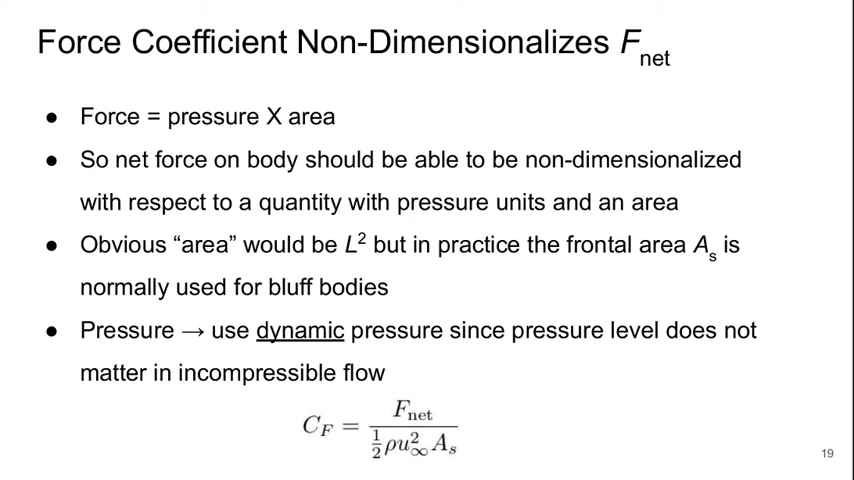 Force Coefficient Non-Dimensionalizes F_net
● Force = pressure X area
● So net force on body should be able to be non-dimensionalized
with respect to a quantity with pressure units and an area
● Obvious “area” would be L² but in practice the frontal area A_s is
normally used for bluff bodies
● Pressure → use dynamic pressure since pressure level does not
matter in incompressible flow
C_F = F_net / (½ρu_∞² A_s)
19